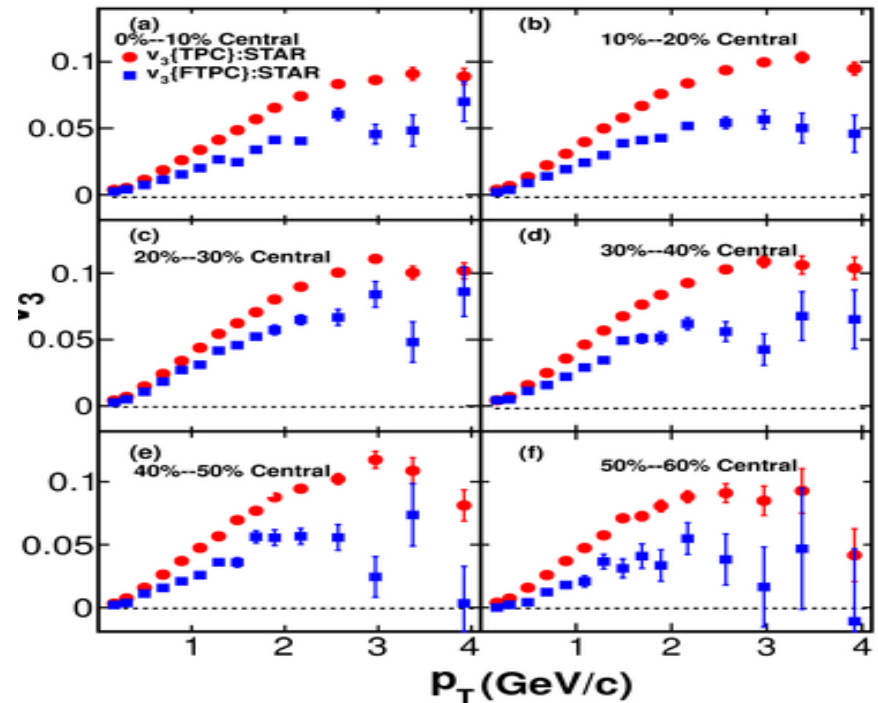 (a)
0%--10% Central
v3{TPC}:STAR
v3{FTPC}:STAR
(b)
10%--20% Central
0.1
0.05
0
(c)
20%--30% Central
(d)
30%--40% Central
0.1
0.05
0
v3
(e)
40%--50% Central
(f)
50%--60% Central
0.1
0.05
0
1 2 3 4 1 2 3 4
pT (GeV/c)